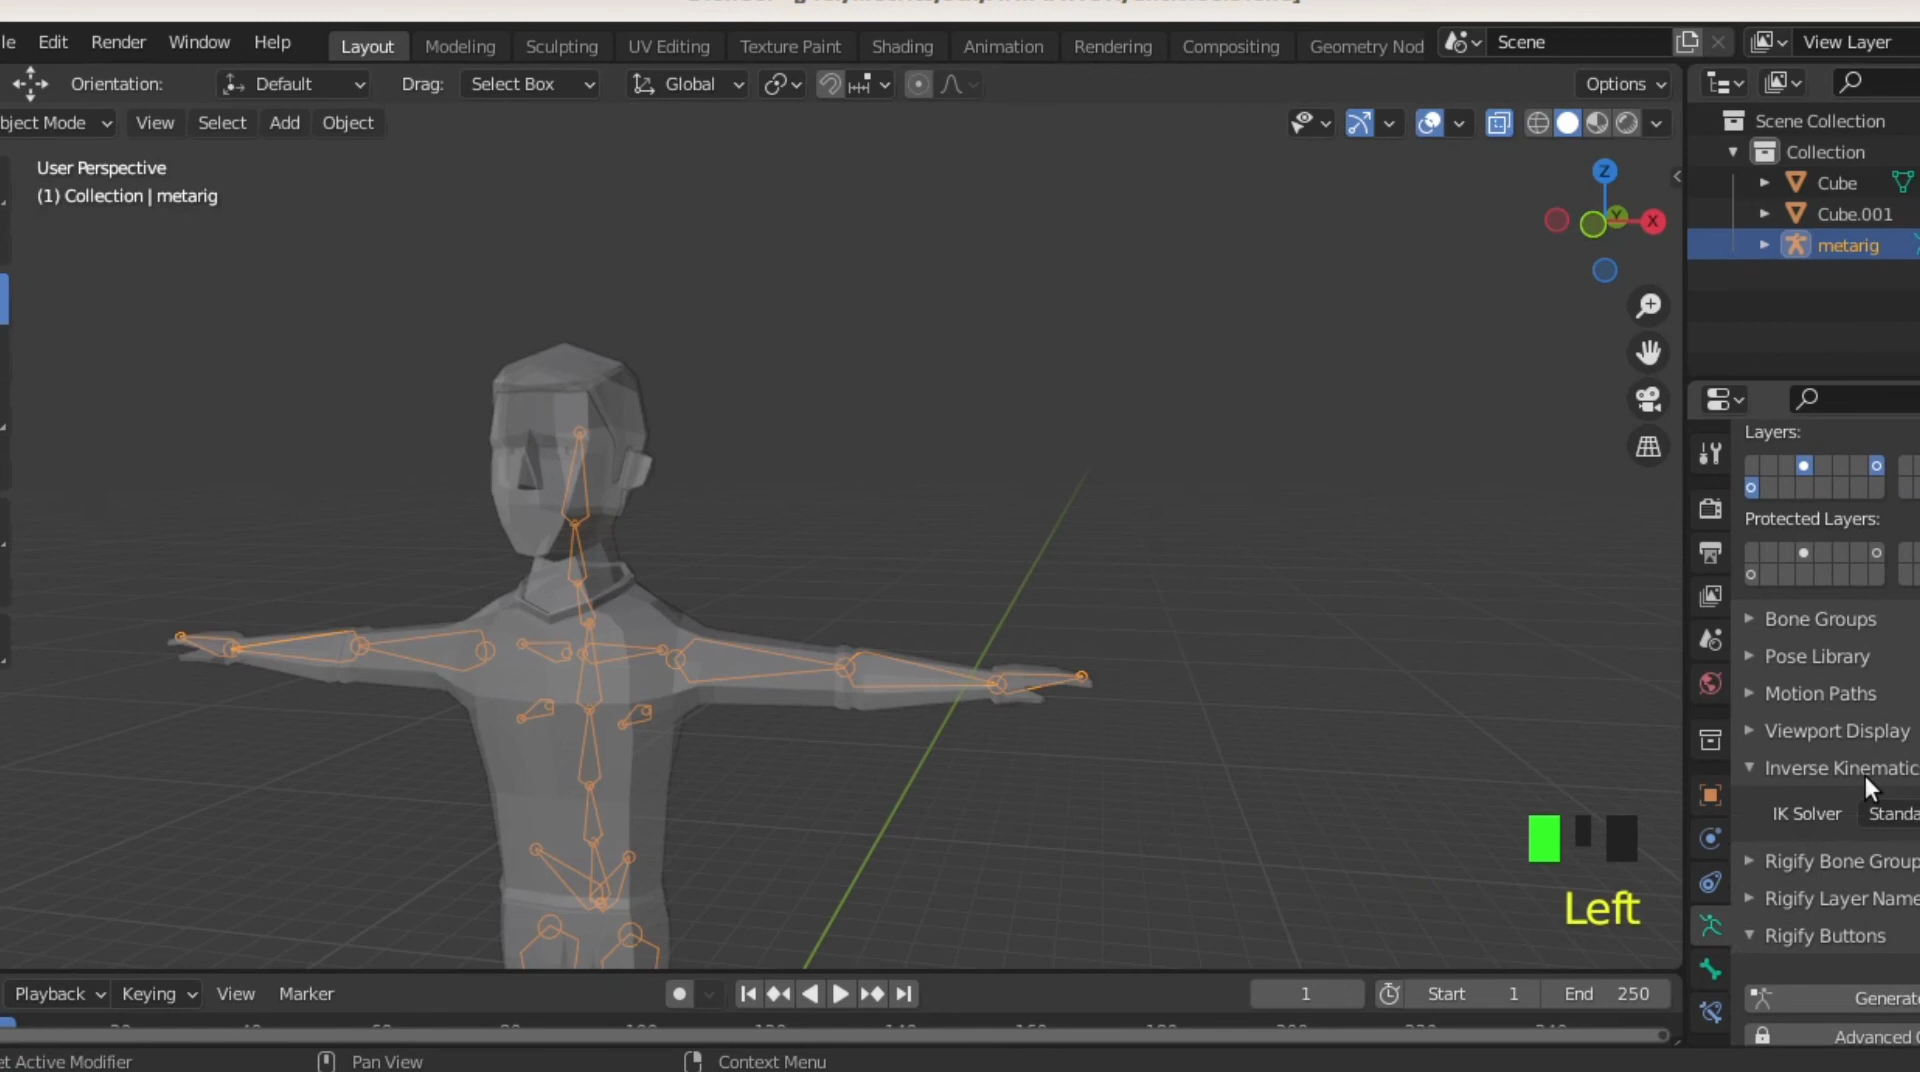 le Edit Render Window Help Layout Modeling Sculpting UV Editing Texture Paint Shading Animation Rendering Compositing Geometry Nod Scene View Layer
Orientation: Default Drag: Select Box Global Options
bject Mode View Select Add Object
User Perspective
(1) Collection | metarig
Z
Y
X
Scene Collection
Collection
Cube
Cube.001
metarig
Layers:
Protected Layers:
Bone Groups
Pose Library
Motion Paths
Viewport Display
Inverse Kinematic
IK Solver Standa
Rigify Bone Group
Rigify Layer Name
Rigify Buttons
Generate
Advanced
Left
Playback Keying View Marker 1 Start 1 End 250
et Active Modifier Pan View Context Menu